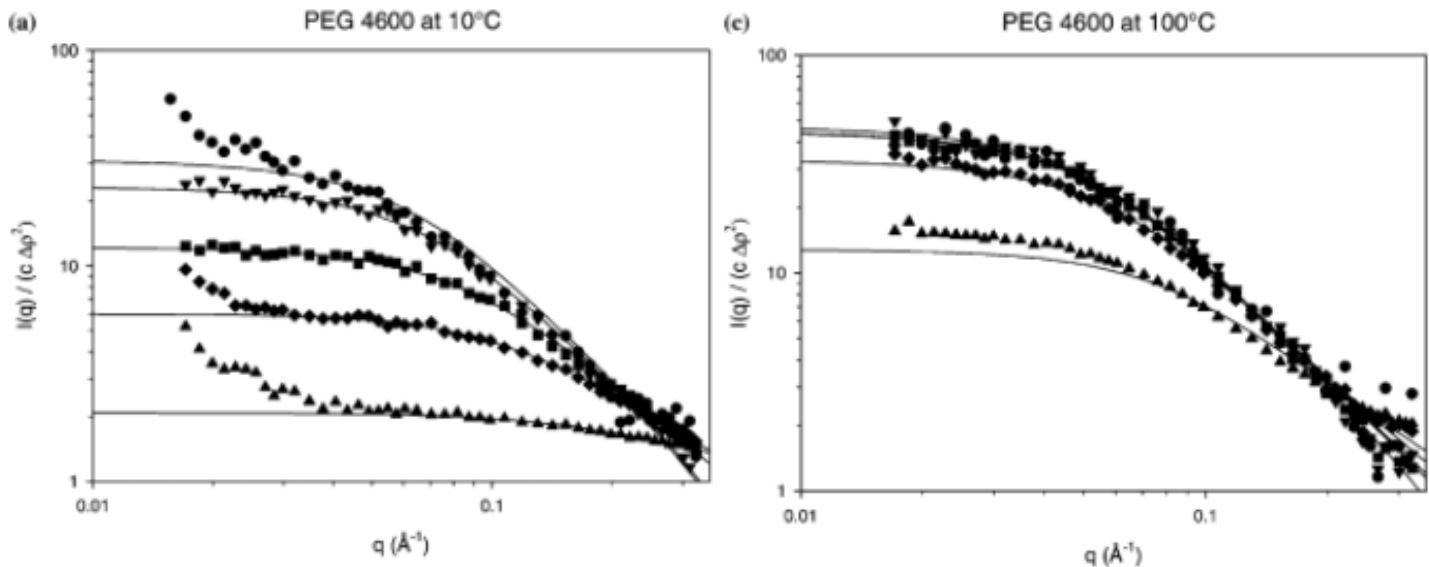 (a)
PEG 4600 at 10°C
100
10
1
0.01
0.1
I(q) / (c Δρ²)
q (Å⁻¹)
(c)
PEG 4600 at 100°C
100
10
1
0.01
0.1
I(q) / (c Δρ²)
q (Å⁻¹)